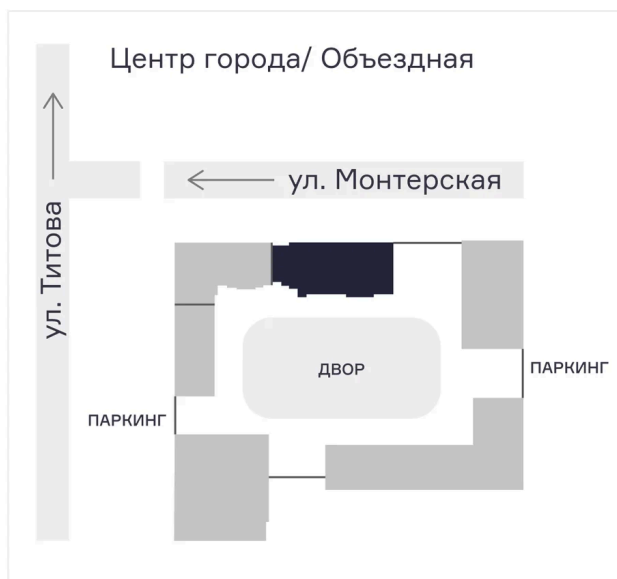 Центр города/ Объездная
ул. Монтерская
ул. Титова
ДВОР
ПАРКИНГ
ПАРКИНГ